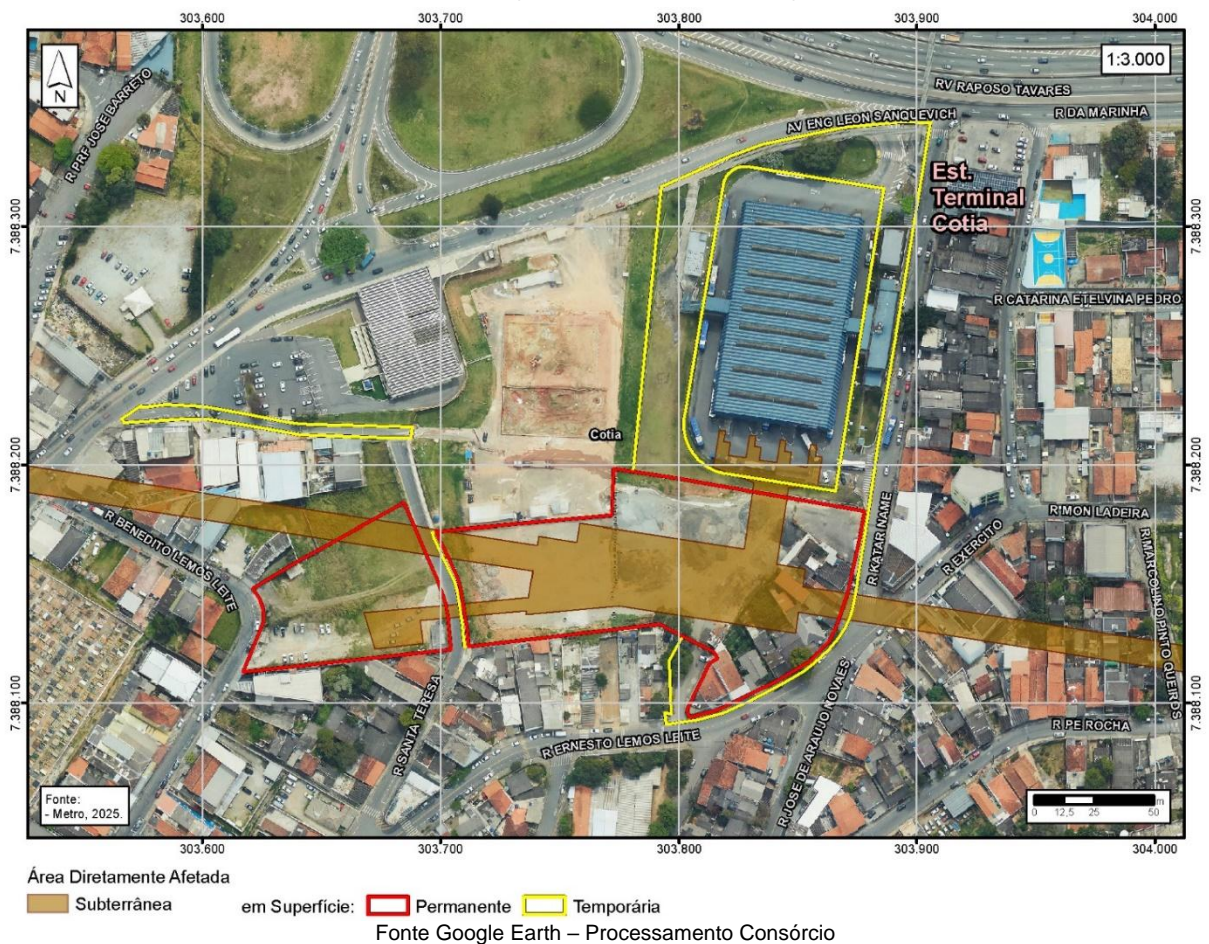 303.600 303.700 303.800 303.900 304.000
N
1:3.000
RV RAPOSO TAVARES
R DA MARINHA
AV ENG LEON SANQUEVICH
R PRF JOSE BARRETO
Est.
Terminal
Cotia
7.388.300 7.388.300
R CATARINA ETELVINA PEDRO
Cotia
7.388.200 7.388.200
R BENEDITO LEMOS LEITE
R KATAR NAME
R EXERCITO
R MON LADEIRA
R MARCOLINO PINTO QUEIROS
7.388.100 7.388.100
R SANTA TERESA
R ERNESTO LEMOS LEITE
R JOSE DE ARAUJO NOVAES
R PE ROCHA
Fonte:
- Metro, 2025.
0 12,5 25 50 m
303.600 303.700 303.800 303.900 304.000
Área Diretamente Afetada
Subterrânea em Superfície: Permanente Temporária
Fonte Google Earth – Processamento Consórcio